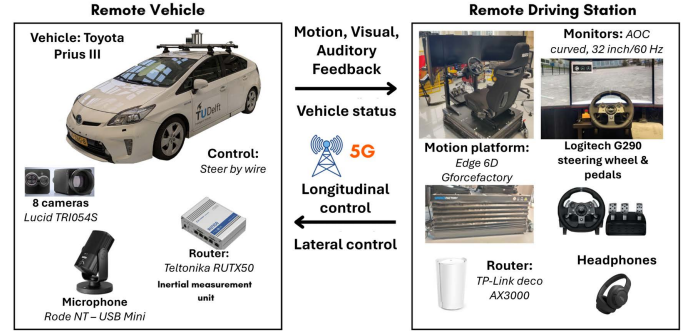 Remote Vehicle
Vehicle: Toyota
Prius III
TUDelft
Control:
Steer by wire
8 cameras
Lucid TRI054S
Router:
Teltonika RUTX50
Inertial measurement
unit
Microphone
Rode NT – USB Mini
Motion, Visual,
Auditory
Feedback
Vehicle status
5G
Longitudinal
control
Lateral control
Remote Driving Station
Monitors: AOC
curved, 32 inch/60 Hz
Motion platform:
Edge 6D
Gforcefactory
Logitech G290
steering wheel &
pedals
Router:
TP-Link deco
AX3000
Headphones